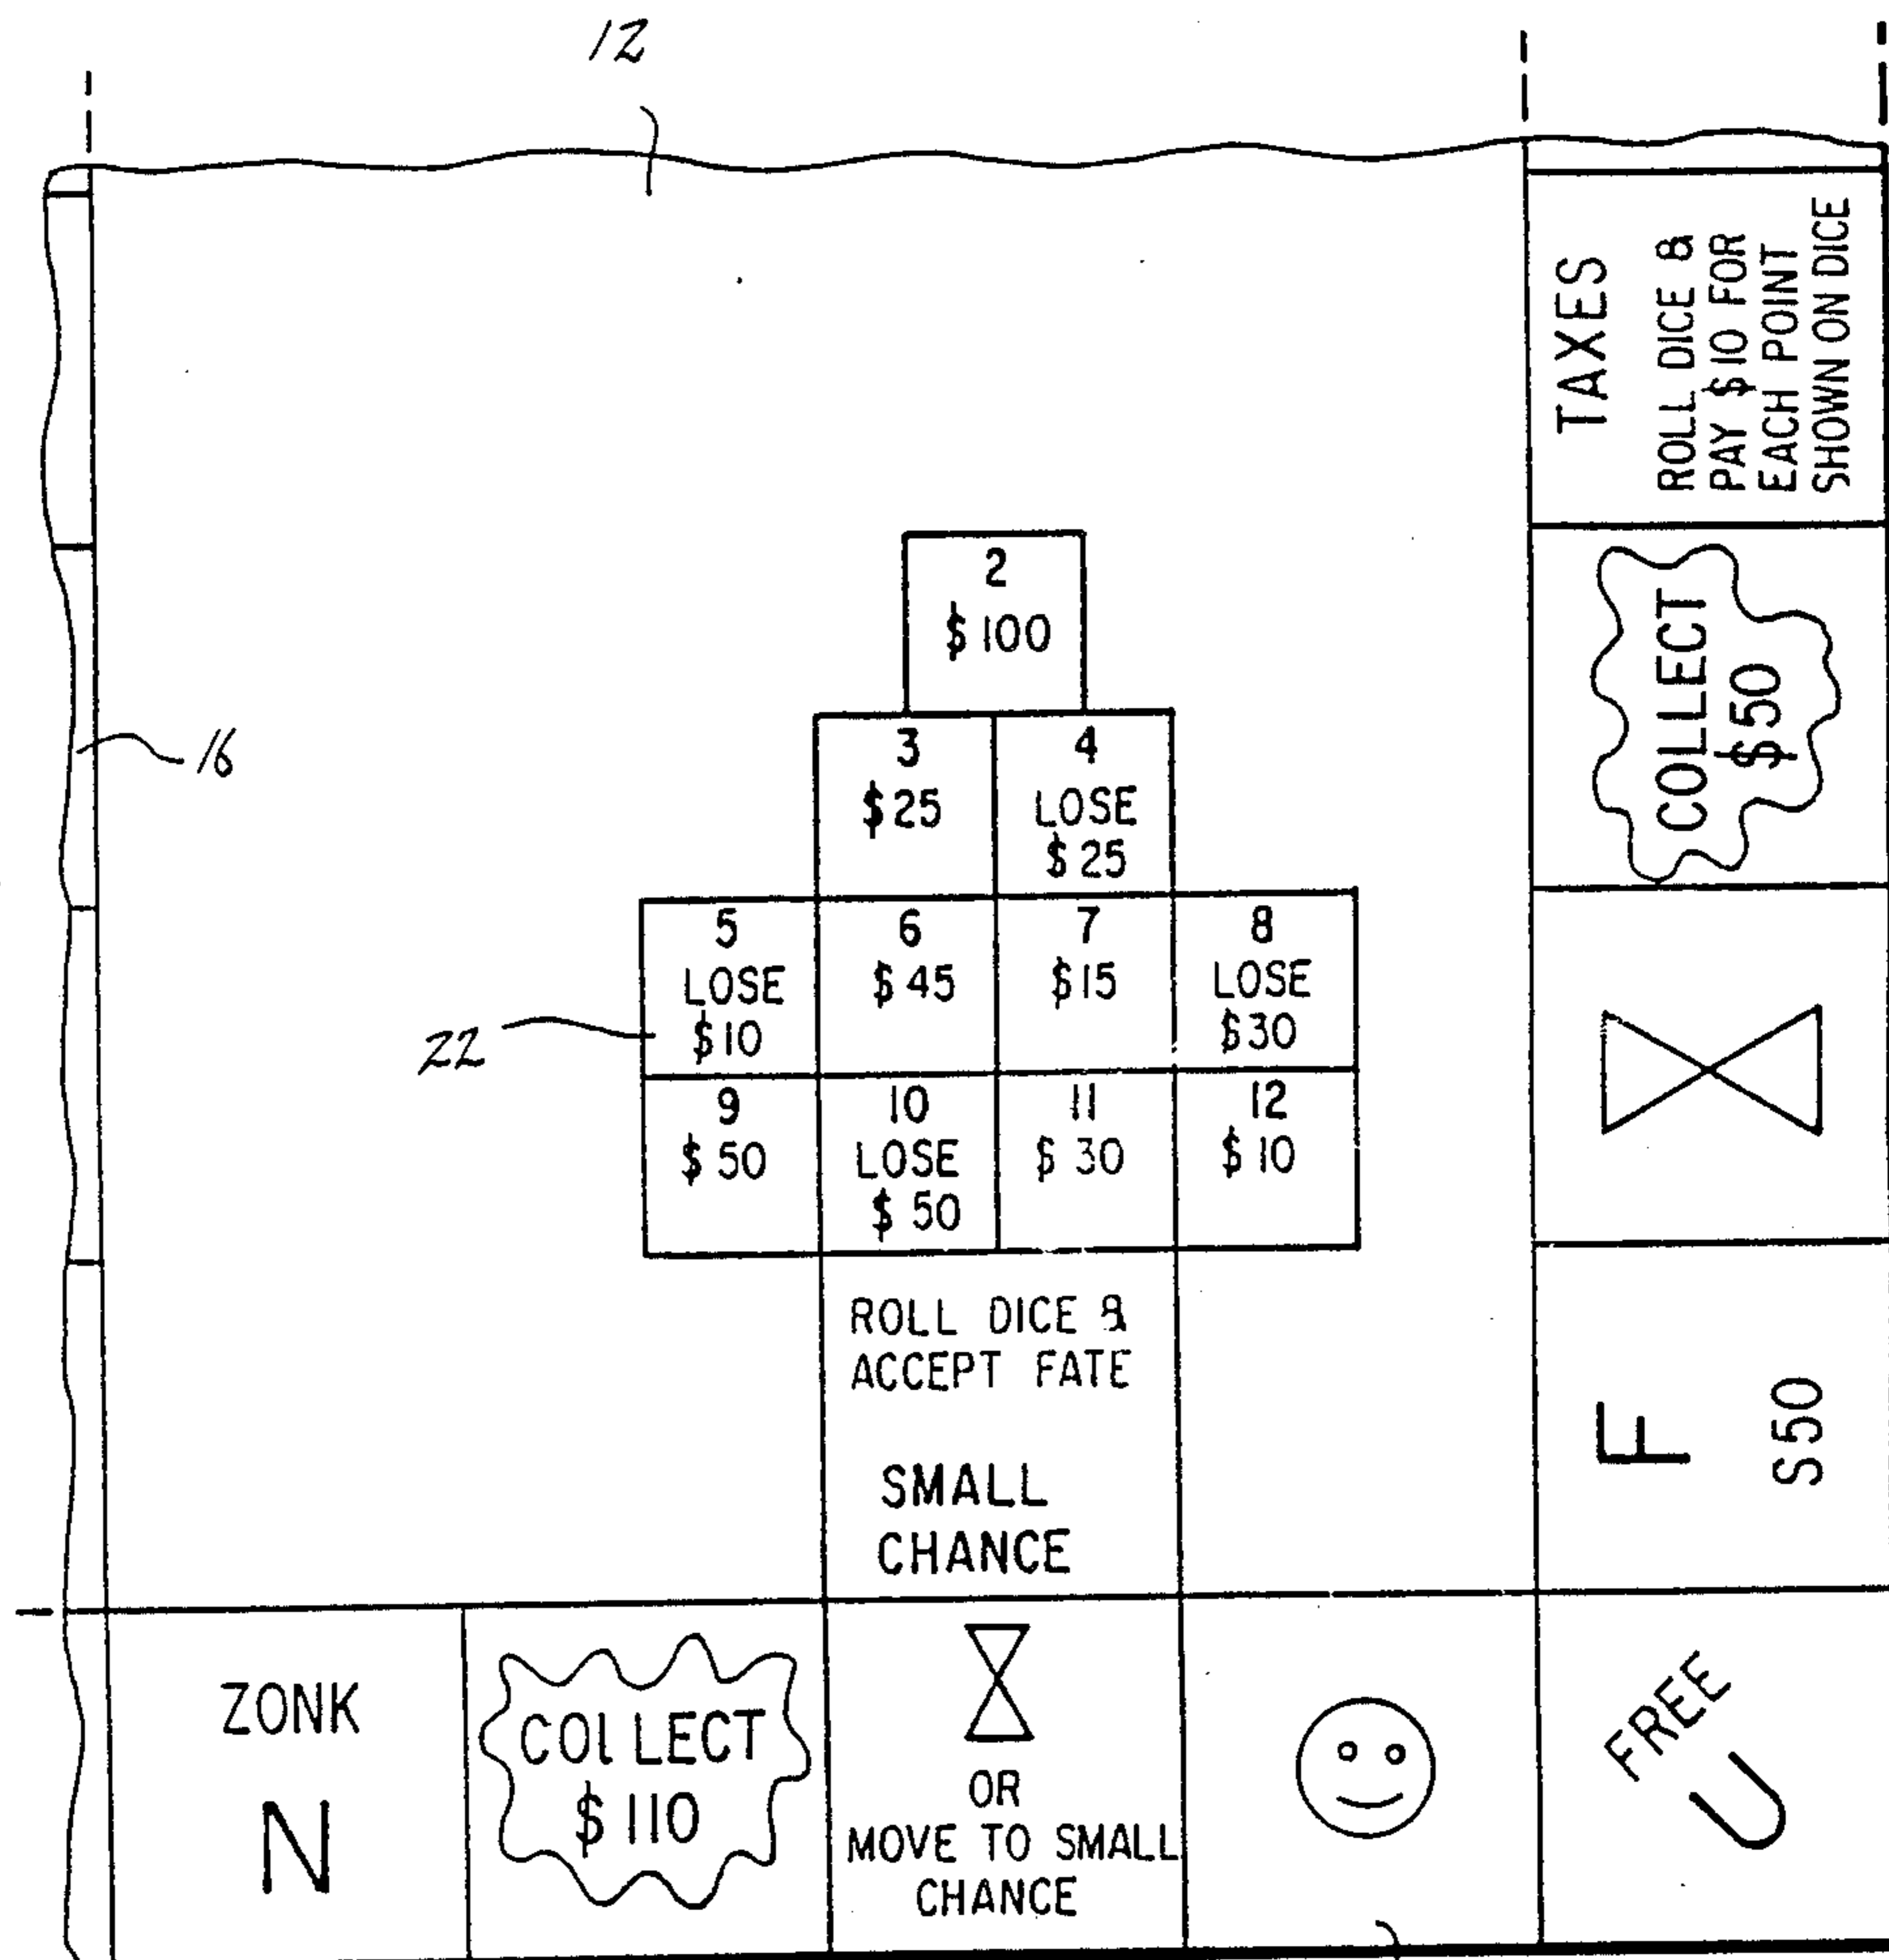 12
TAXES
ROLL DICE &
PAY $10 FOR
EACH POINT
SHOWN ON DICE
2
$100
COLLECT
$50
16
3
$25
4
LOSE
$25
5
LOSE
$10
6
$45
7
$15
8
LOSE
$30
22
9
$50
10
LOSE
$50
11
$30
12
$10
ROLL DICE &
ACCEPT FATE
SMALL
CHANCE
F
$50
ZONK
N
COLLECT
$110
OR
MOVE TO SMALL
CHANCE
FREE
U